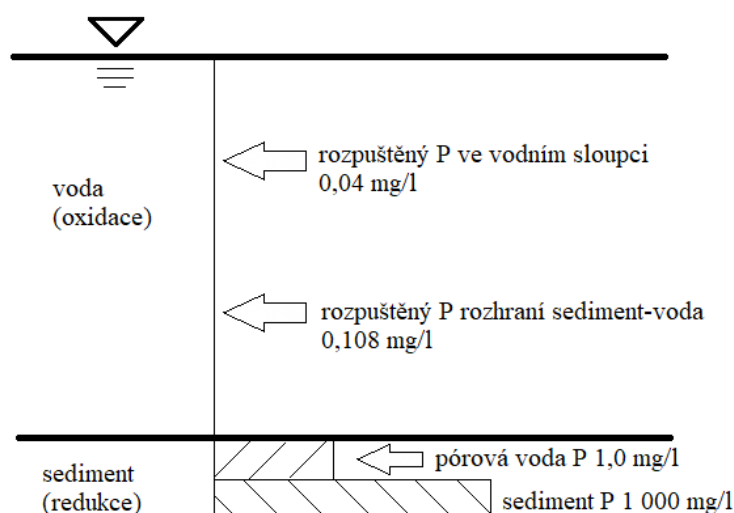 rozpuštěný P ve vodním sloupci
0,04 mg/l
voda
(oxidace)
rozpuštěný P rozhraní sediment-voda
0,108 mg/l
pórová voda P 1,0 mg/l
sediment
(redukce)
sediment P 1 000 mg/l